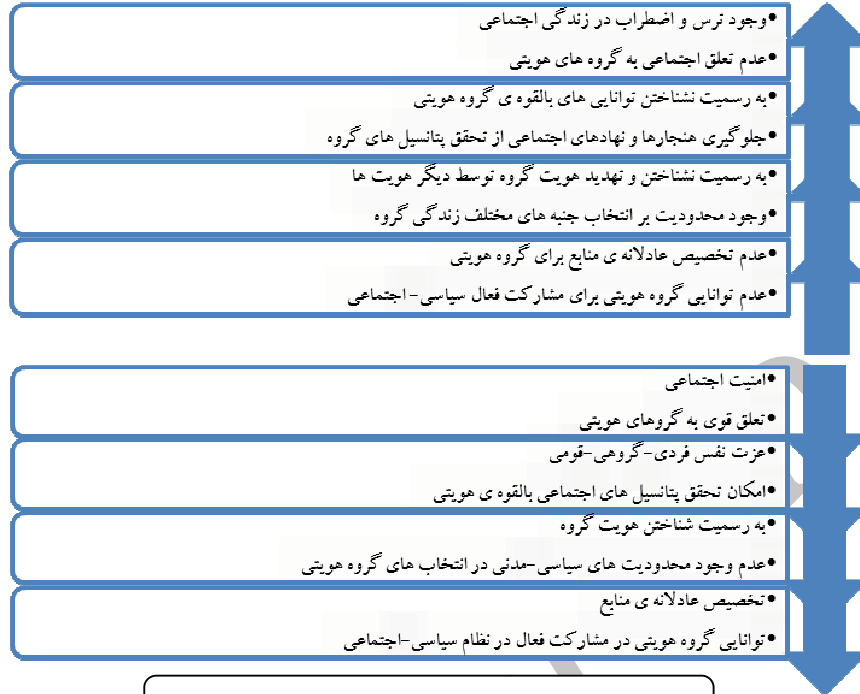 •وجود ترس و اضطراب در زندگی اجتماعی
•عدم تعلق اجتماعی به گروه های هویتی
•به رسمیت نشناختن توانایی های بالقوه ی گروه هویتی
•جلوگیری هنجارها و نهادهای اجتماعی از تحقق پتانسیل های گروه
•به رسمیت نشناختن و تهدید هویت گروه توسط دیگر هویت ها
•وجود محدودیت بر انتخاب جنبه های مختلف زندگی گروه
•عدم تخصیص عادلانه ی منابع برای گروه هویتی
•عدم توانایی گروه هویتی برای مشارکت فعال سیاسی- اجتماعی
•امنیت اجتماعی
•تعلق قوی به گروهای هویتی
•عزت نفس فردی-گروهی-قومی
•امکان تحقق پتانسیل های اجتماعی بالقوه ی هویتی
•به رسمیت شناختن هویت گروه
•عدم وجود محدودیت های سیاسی-مدنی در انتخاب های گروه هویتی
•تخصیص عادلانه ی منابع
•توانایی گروه هویتی در مشارکت فعال در نظام سیاسی-اجتماعی